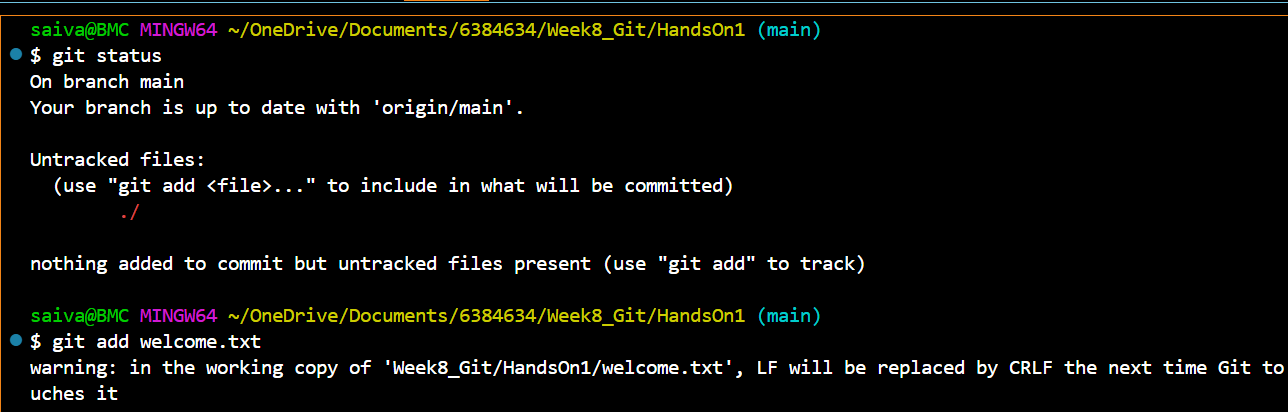 saiva@BMC MINGW64 ~/OneDrive/Documents/6384634/Week8_Git/HandsOn1 (main)
$ git status
On branch main
Your branch is up to date with 'origin/main'.
Untracked files:
  (use "git add <file>..." to include in what will be committed)
        ./
nothing added to commit but untracked files present (use "git add" to track)
saiva@BMC MINGW64 ~/OneDrive/Documents/6384634/Week8_Git/HandsOn1 (main)
$ git add welcome.txt
warning: in the working copy of 'Week8_Git/HandsOn1/welcome.txt', LF will be replaced by CRLF the next time Git to
uches it